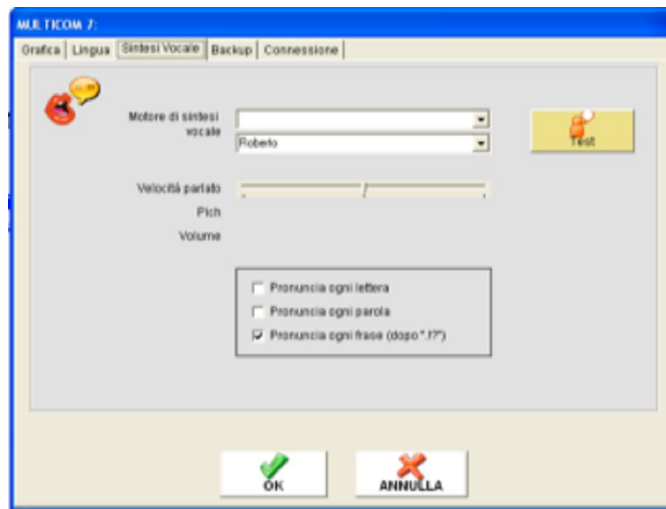 MULTICOM 7:
Grafica Lingua Sintesi Vocale Backup Connessione
Motore di sintesi
vocale
Roberto
Test
Velocità parlato
Pich
Volume
Pronuncia ogni lettera
Pronuncia ogni parola
Pronuncia ogni frase (dopo ".!?")
OK
ANNULLA